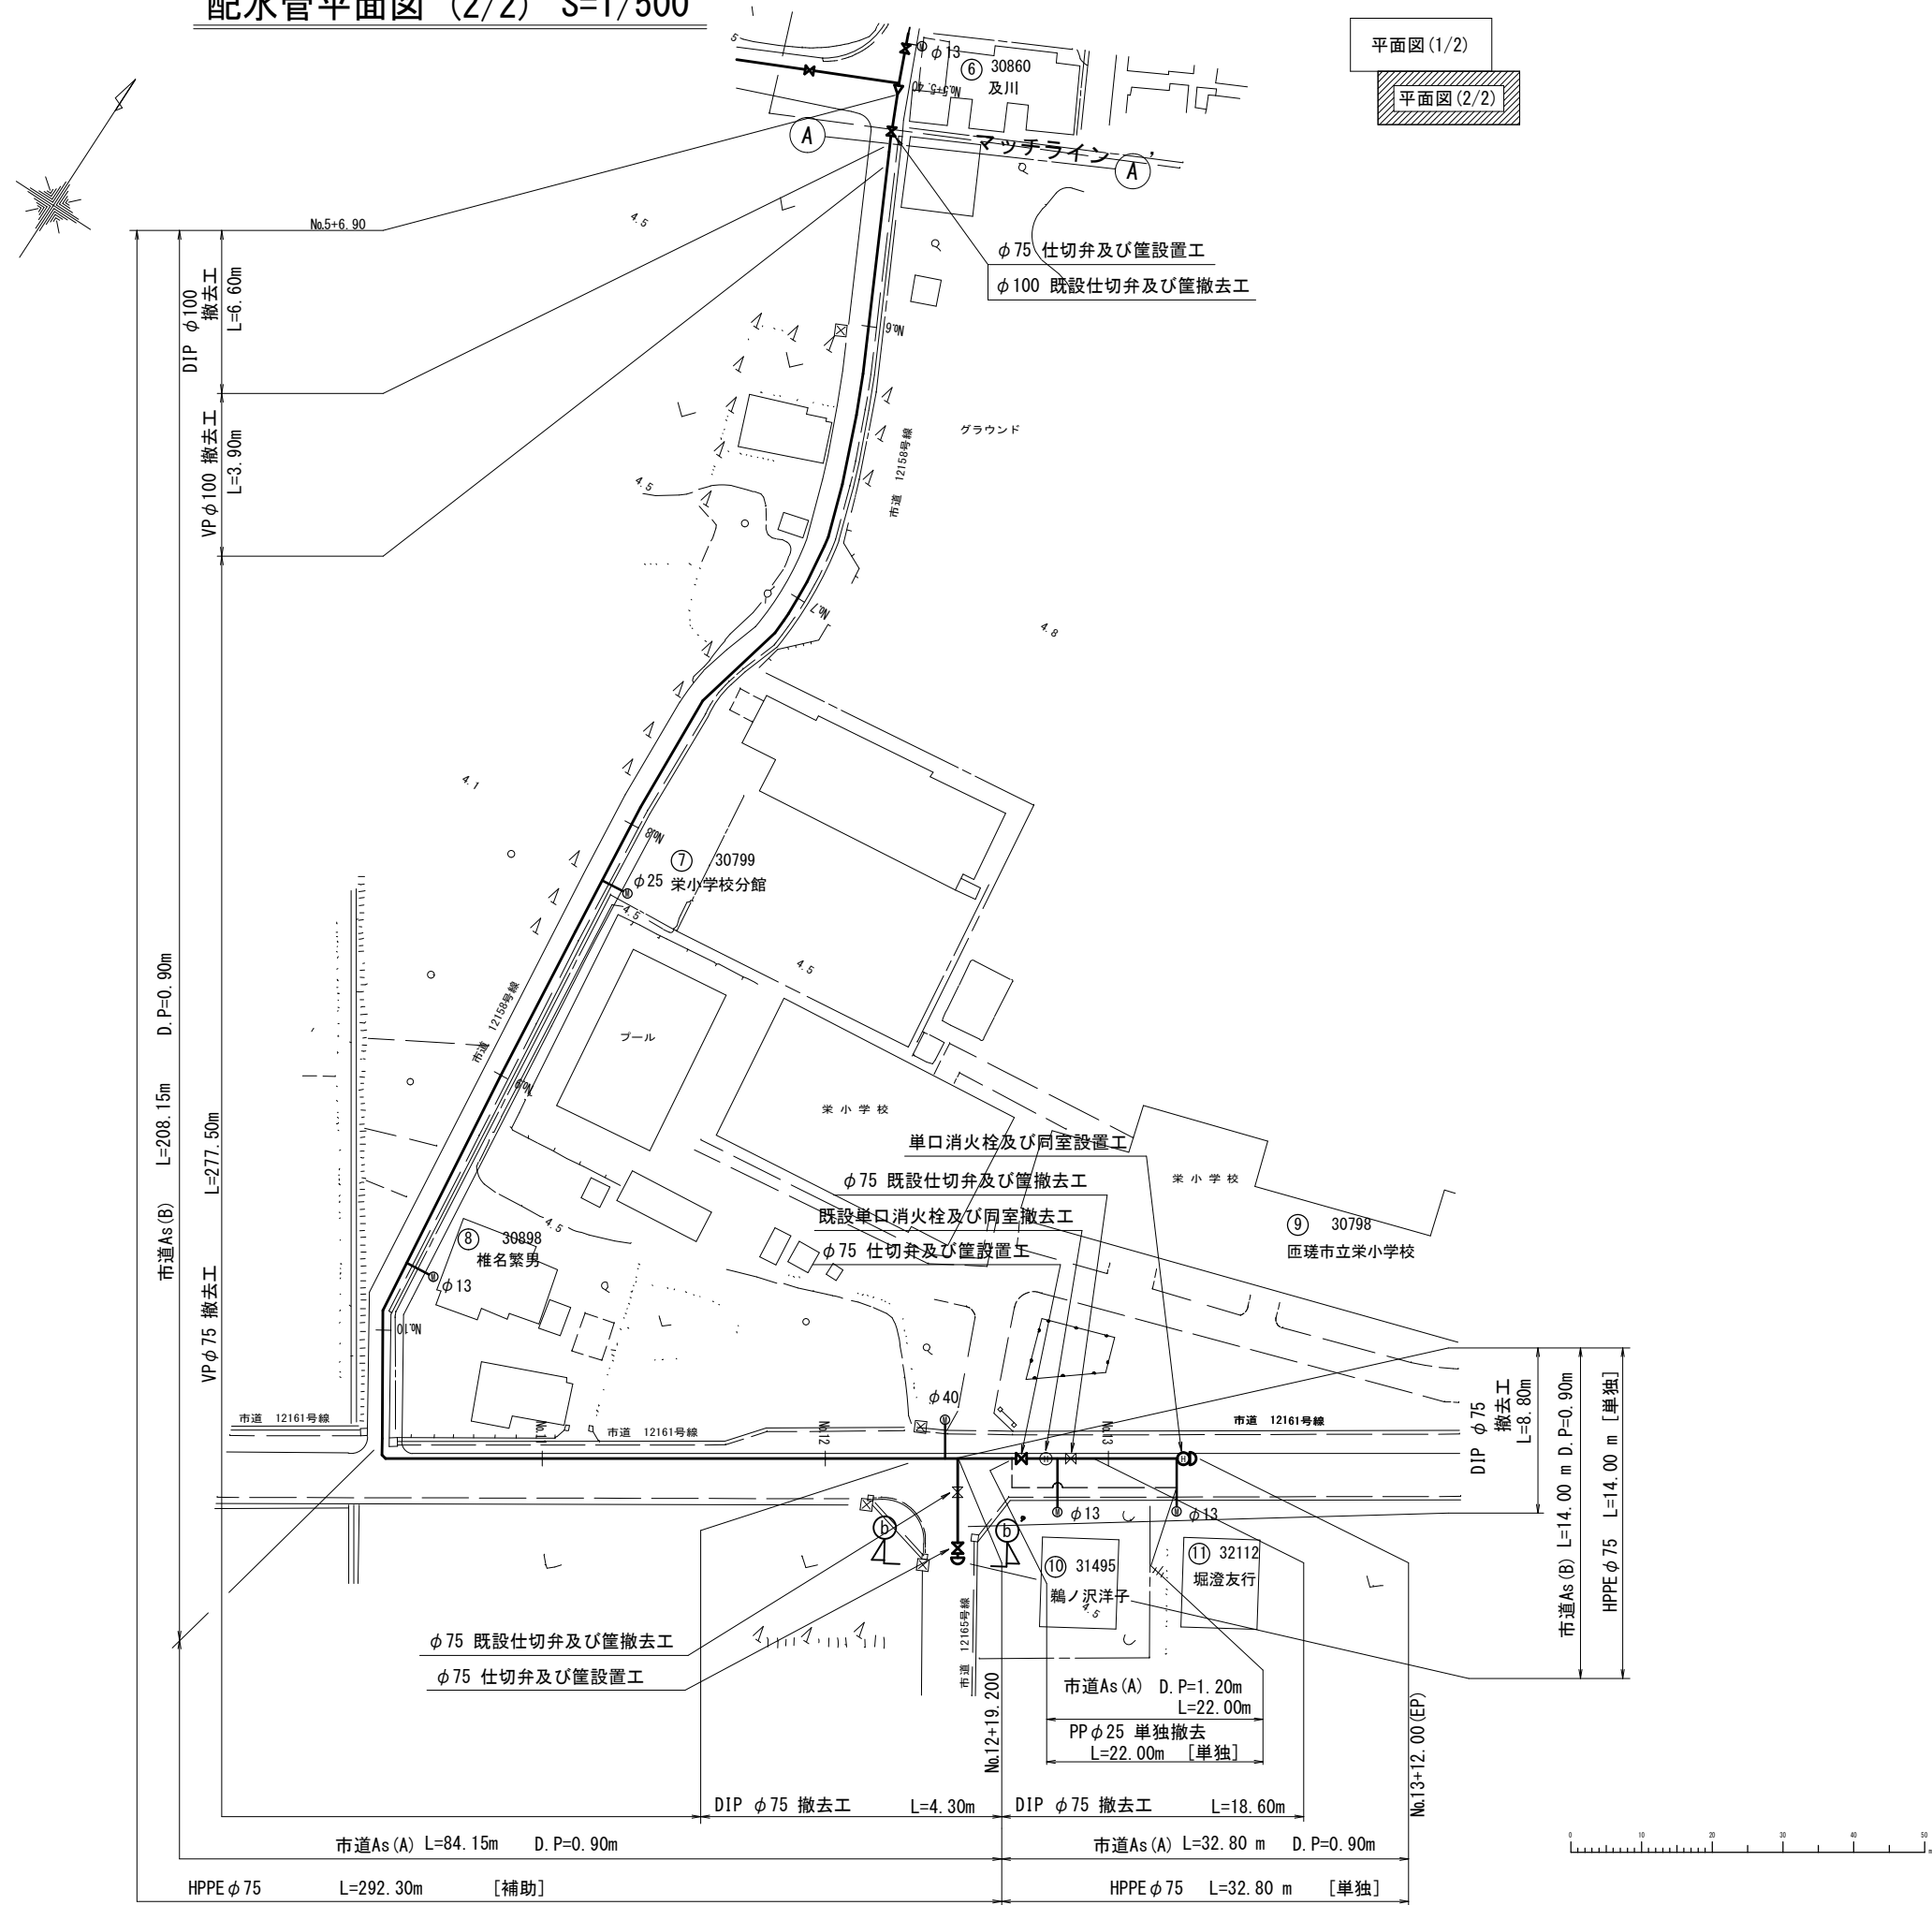 配水管平面図 (2/2) S=1/500
平面図(1/2)
平面図(2/2)
φ13
⑥ 30860
及川
No.5+5.40
A
マッチライン
A
No.5+6.90
4.5
φ75 仕切弁及び筐設置工
φ100 既設仕切弁及び筐撤去工
DIP φ100
撤去工
L=6.60m
No.6
VPφ100 撤去工
L=3.90m
グラウンド
市道 12158号線
4.5
No.7
4.8
4.1
No.8
⑦ 30799
φ25 栄小学校分館
4.5
4.5
市道 12158号線
プール
No.9
市道As(B) L=208.15m D.P=0.90m
VPφ75 撤去工 L=277.50m
栄小学校
単口消火栓及び同室設置工
φ75 既設仕切弁及び筐撤去工
既設単口消火栓及び同室撤去工
φ75 仕切弁及び筐設置工
栄小学校
⑨ 30798
匝瑳市立栄小学校
⑧ 30898
椎名繁男
4.5
φ13
No.10
φ40
市道 12161号線
No.11
市道 12161号線
No.12
No.13
市道 12161号線
DIP φ75
撤去工
L=8.80m
市道As(B) L=14.00 m D.P=0.90m
HPPEφ75 L=14.00 m [単独]
H
H
φ13
φ13
b
b'
⑩ 31495
鵜ノ沢洋子
4.5
⑪ 32112
堀澄友行
φ75 既設仕切弁及び筐撤去工
φ75 仕切弁及び筐設置工
市道 12165号線
No.12+19.200
市道As(A) D.P=1.20m
L=22.00m
PPφ25 単独撤去
L=22.00m [単独]
No.13+12.00(EP)
DIP φ75 撤去工 L=4.30m
DIP φ75 撤去工 L=18.60m
市道As(A) L=84.15m D.P=0.90m
市道As(A) L=32.80 m D.P=0.90m
HPPEφ75 L=292.30m [補助]
HPPEφ75 L=32.80 m [単独]
0 10 20 30 40 50
m